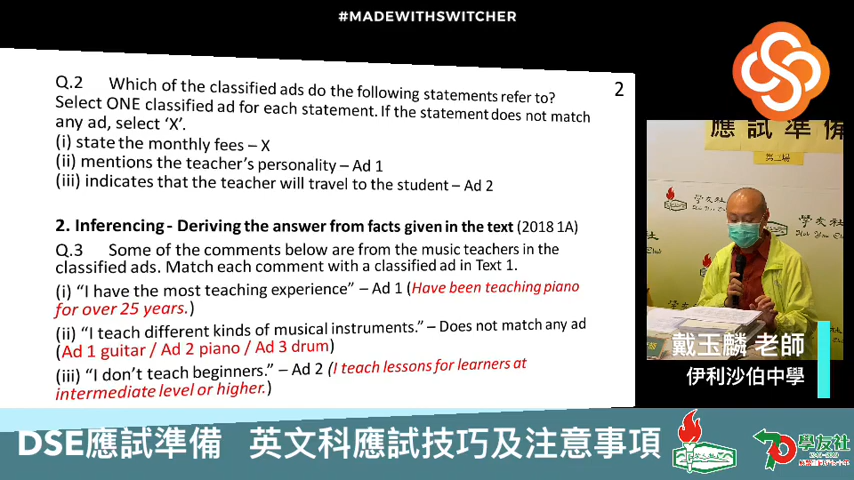 #MADEWITHSWITCHER
2
Q.2 Which of the classified ads do the following statements refer to?
Select ONE classified ad for each statement. If the statement does not match
any ad, select ‘X’.
(i) state the monthly fees – X
(ii) mentions the teacher’s personality – Ad 1
(iii) indicates that the teacher will travel to the student – Ad 2
2. Inferencing - Deriving the answer from facts given in the text (2018 1A)
Q.3 Some of the comments below are from the music teachers in the
classified ads. Match each comment with a classified ad in Text 1.
(i) “I have the most teaching experience” – Ad 1 (Have been teaching piano
for over 25 years.)
(ii) “I teach different kinds of musical instruments.” – Does not match any ad
(Ad 1 guitar / Ad 2 piano / Ad 3 drum)
(iii) “I don’t teach beginners.” – Ad 2 (I teach lessons for learners at
intermediate level or higher.)
應試準備
第二場
學友社
戴玉麟 老師
伊利沙伯中學
DSE應試準備 英文科應試技巧及注意事項
70 學友社